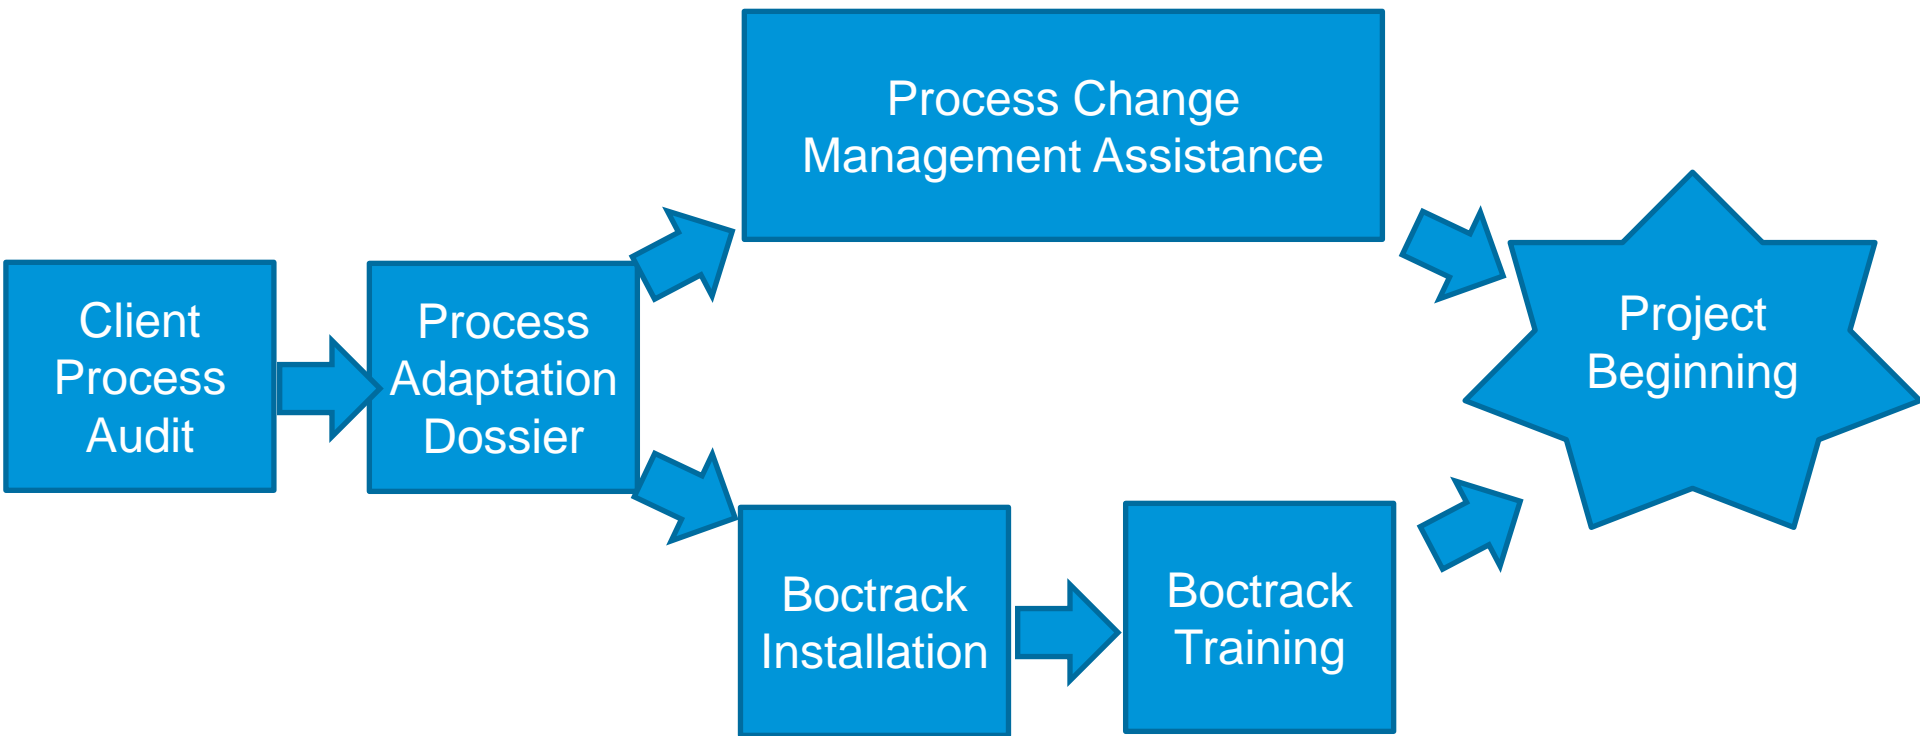 Process Change
Management Assistance
Client
Process
Audit
Process
Adaptation
Dossier
Project
Beginning
Boctrack
Installation
Boctrack
Training